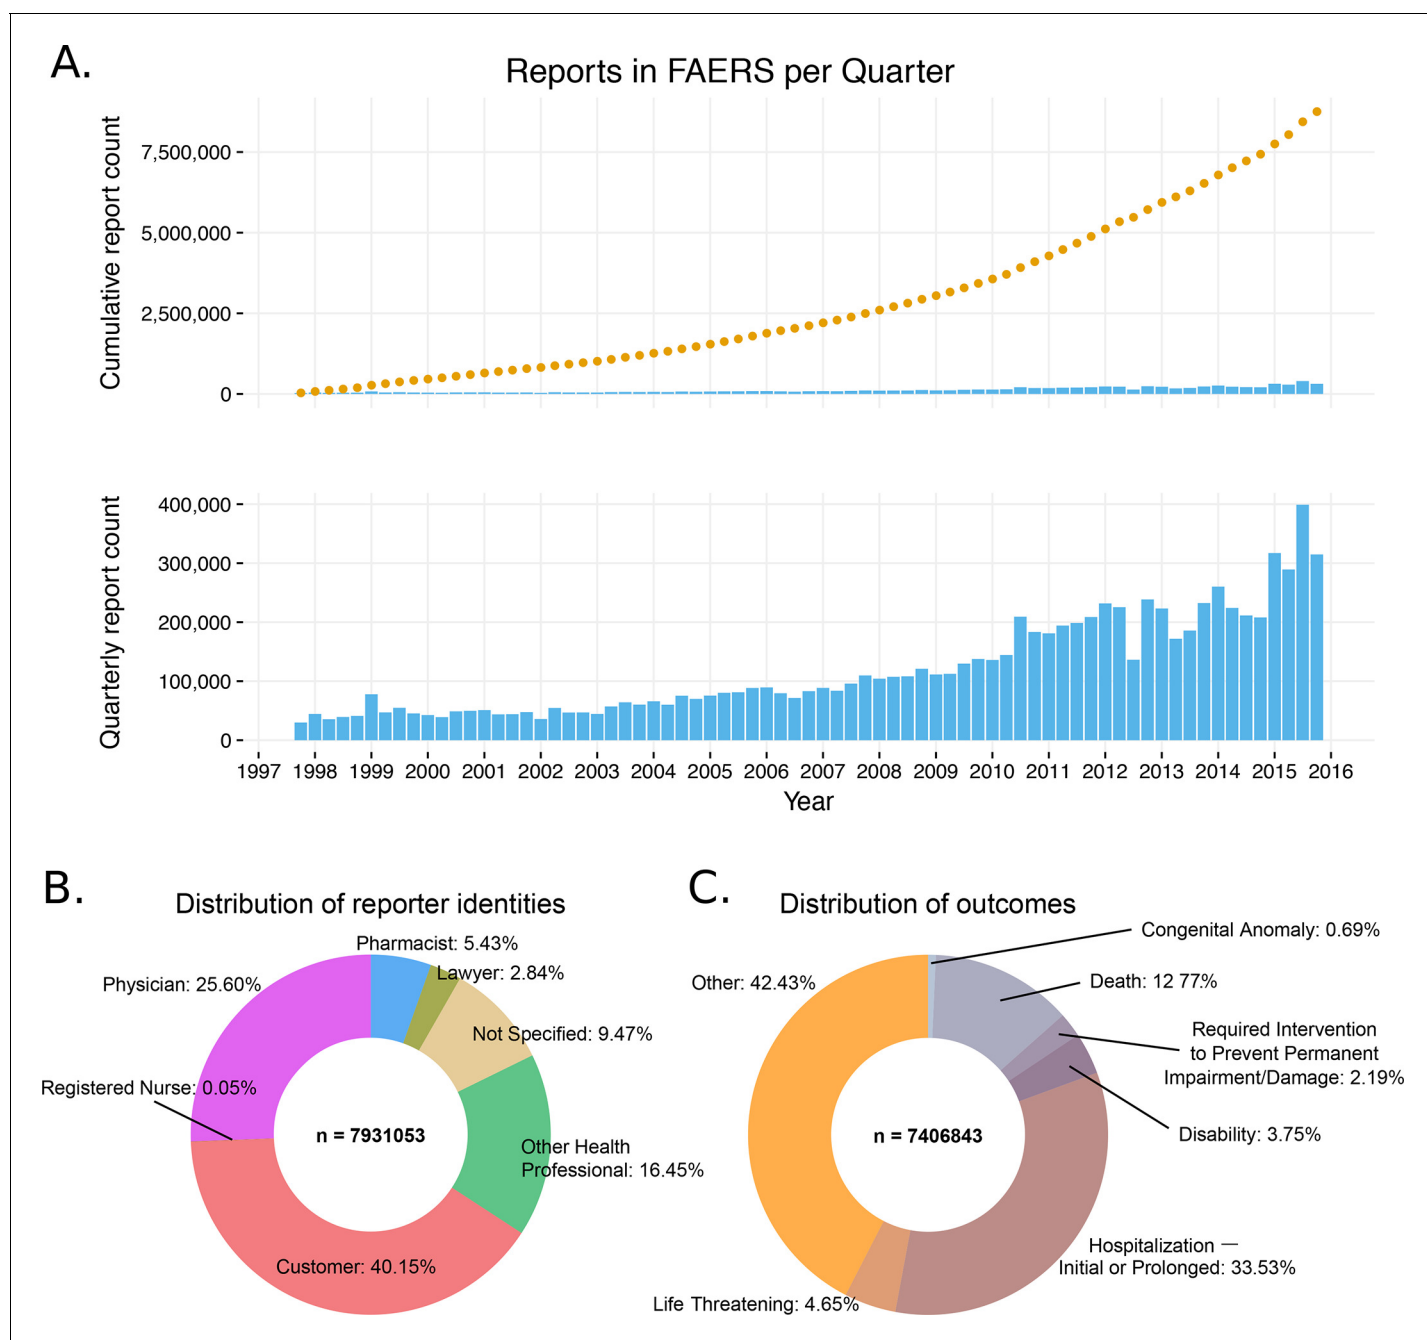 A.
Reports in FAERS per Quarter
Cumulative report count
7,500,000
5,000,000
2,500,000
0
Quarterly report count
400,000
300,000
200,000
100,000
0
1997 1998 1999 2000 2001 2002 2003 2004 2005 2006 2007 2008 2009 2010 2011 2012 2013 2014 2015 2016
Year
B.
Distribution of reporter identities
Pharmacist: 5.43%
Lawyer: 2.84%
Physician: 25.60%
Not Specified: 9.47%
Registered Nurse: 0.05%
n = 7931053
Other Health
Professional: 16.45%
Customer: 40.15%
C.
Distribution of outcomes
Congenital Anomaly: 0.69%
Other: 42.43%
Death: 12 77.%
Required Intervention
to Prevent Permanent
Impairment/Damage: 2.19%
n = 7406843
Disability: 3.75%
Hospitalization —
Initial or Prolonged: 33.53%
Life Threatening: 4.65%